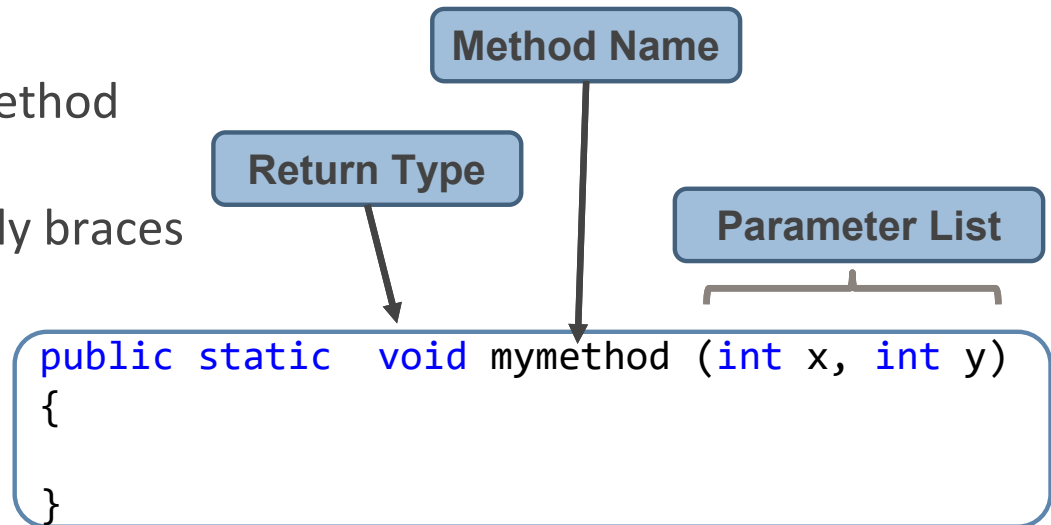 Method Name
ethod
Return Type
ly braces
Parameter List
public static  void mymethod (int x, int y)
{
}